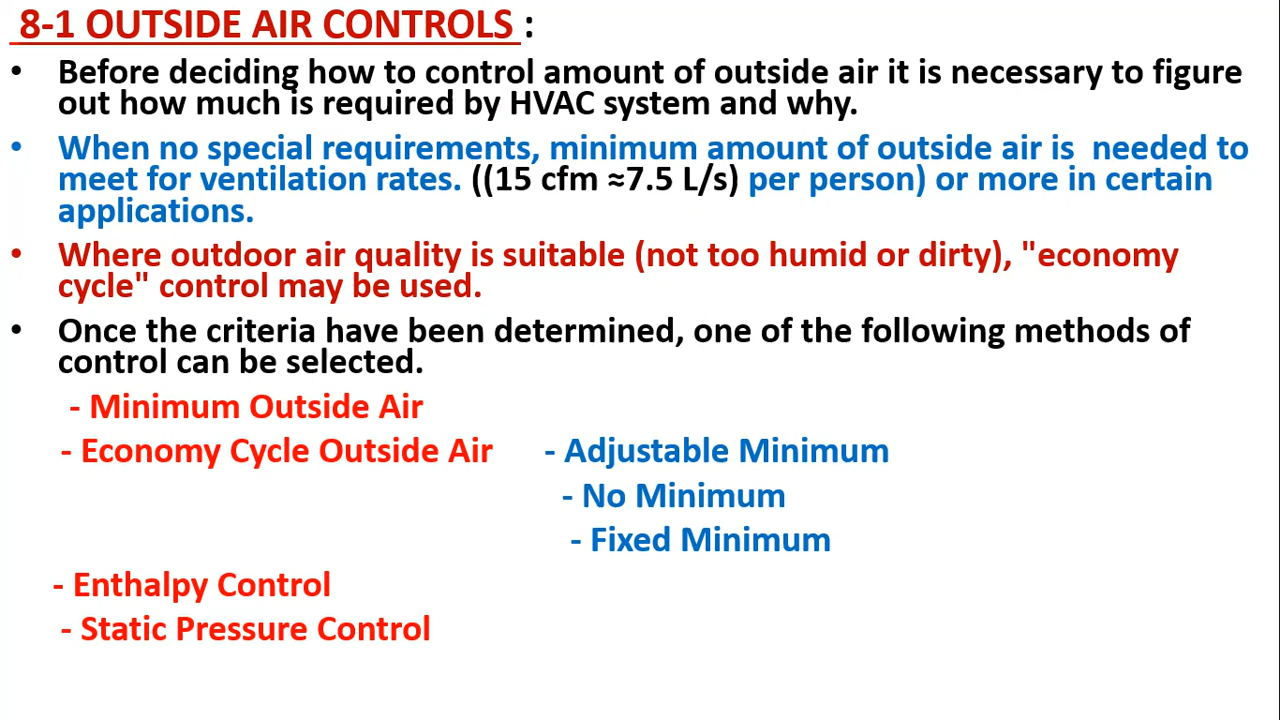 8-1 OUTSIDE AIR CONTROLS :
• Before deciding how to control amount of outside air it is necessary to figure
out how much is required by HVAC system and why.
• When no special requirements, minimum amount of outside air is  needed to
meet for ventilation rates. ((15 cfm ≈7.5 L/s) per person) or more in certain
applications.
• Where outdoor air quality is suitable (not too humid or dirty), "economy
cycle" control may be used.
• Once the criteria have been determined, one of the following methods of
control can be selected.
- Minimum Outside Air
- Economy Cycle Outside Air - Adjustable Minimum
- No Minimum
- Fixed Minimum
- Enthalpy Control
- Static Pressure Control